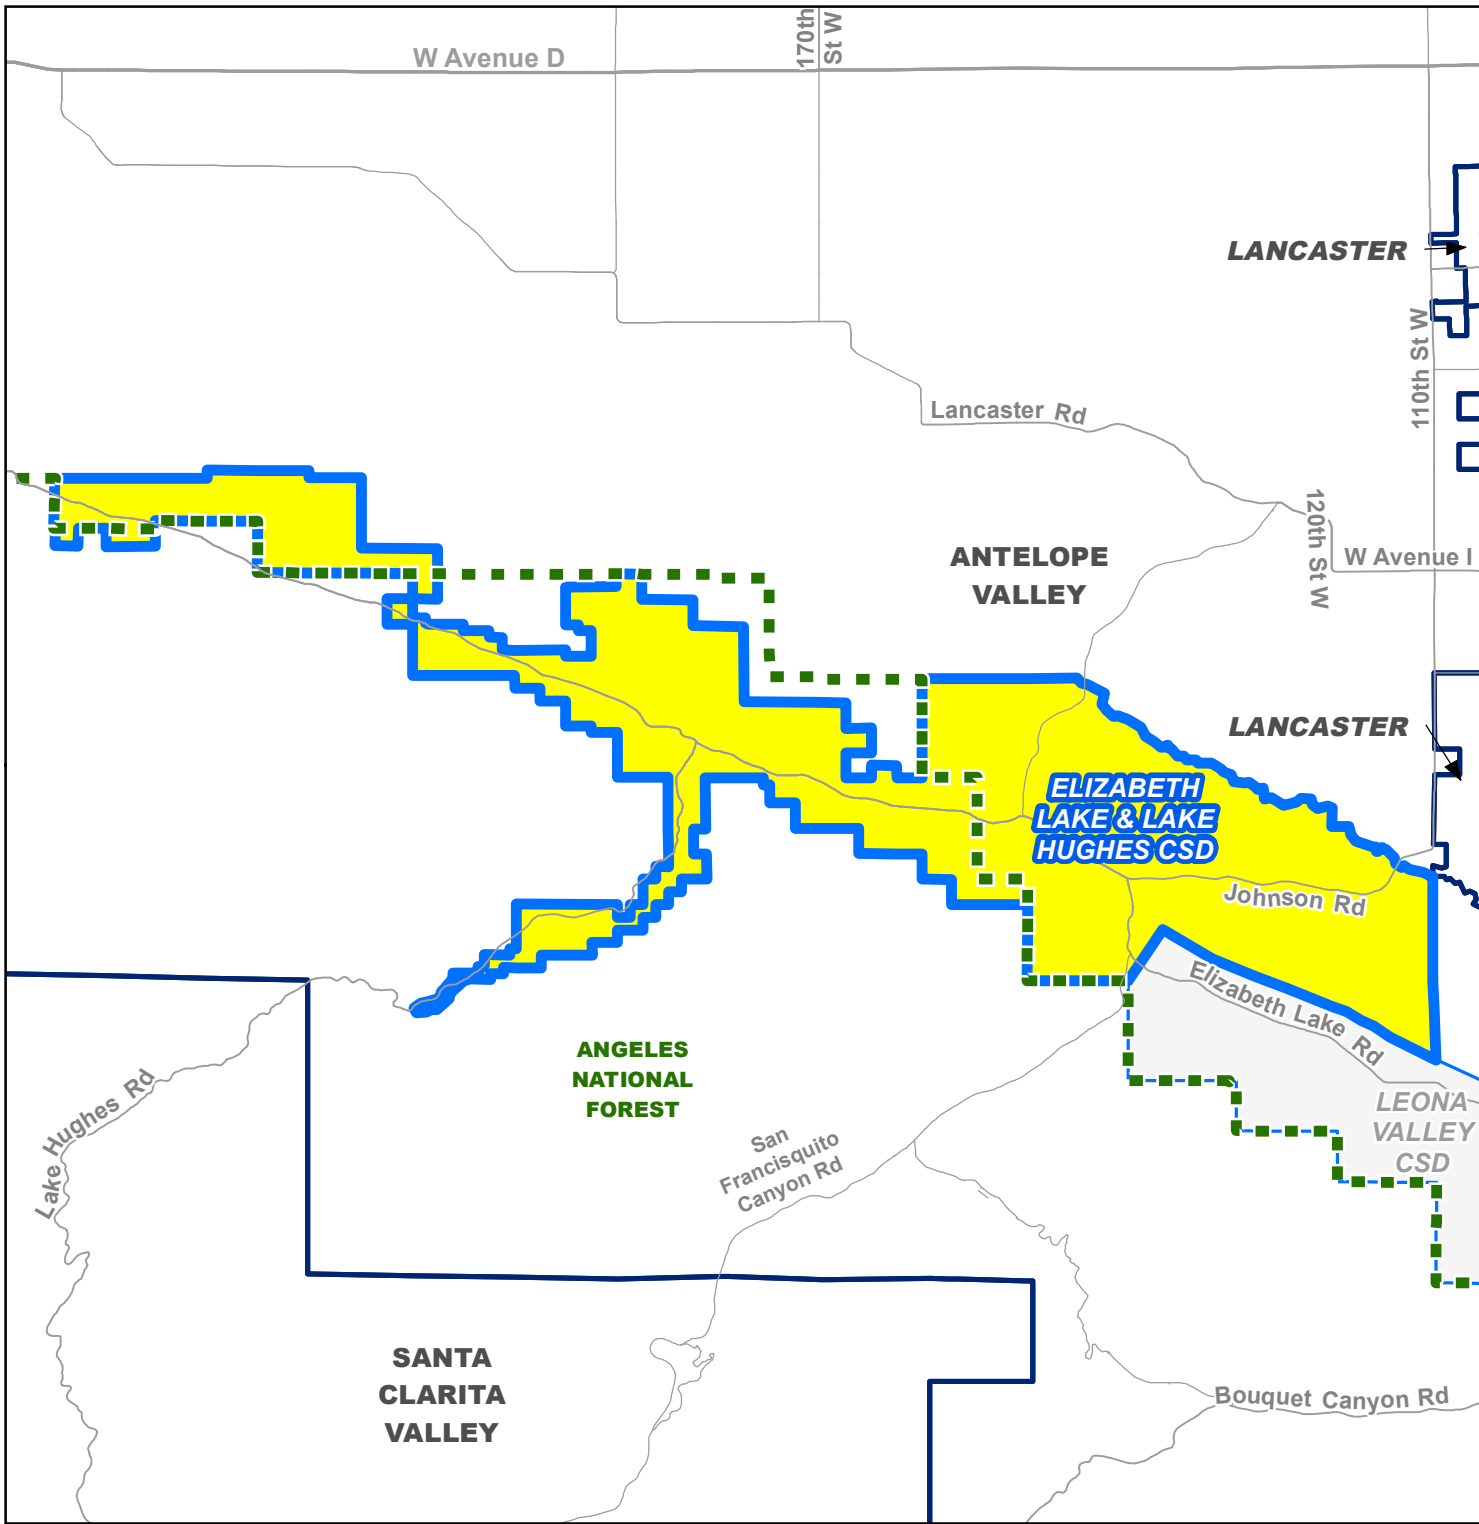 170th
St W
W Avenue D
LANCASTER
110th St W
Lancaster Rd
120th St W
ANTELOPE
VALLEY
W Avenue I
LANCASTER
ELIZABETH
LAKE & LAKE
HUGHES CSD
Johnson Rd
Elizabeth Lake Rd
ANGELES
NATIONAL
FOREST
Lake Hughes Rd
LEONA
VALLEY
CSD
San
Francisquito
Canyon Rd
SANTA
CLARITA
VALLEY
Bouquet Canyon Rd